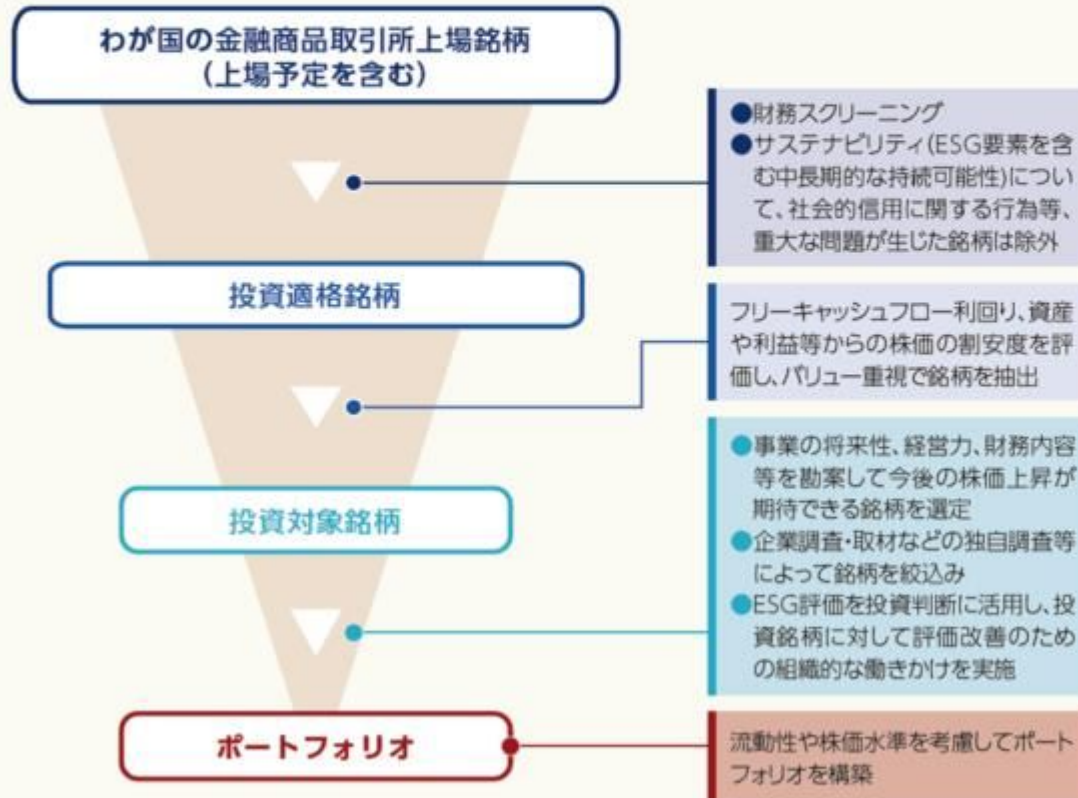 わが国の金融商品取引所上場銘柄
（上場予定を含む）
●財務スクリーニング
●サステナビリティ(ESG要素を含
む中長期的な持続可能性)につい
て、社会的信用に関する行為等、
重大な問題が生じた銘柄は除外
投資適格銘柄
フリーキャッシュフロー利回り、資産
や利益等からの株価の割安度を評
価し、バリュー重視で銘柄を抽出
投資対象銘柄
●事業の将来性、経営力、財務内容
等を勘案して今後の株価上昇が
期待できる銘柄を選定
●企業調査・取材などの独自調査等
によって銘柄を絞込み
●ESG評価を投資判断に活用し、投
資銘柄に対して評価改善のため
の組織的な働きかけを実施
ポートフォリオ
流動性や株価水準を考慮してポート
フォリオを構築